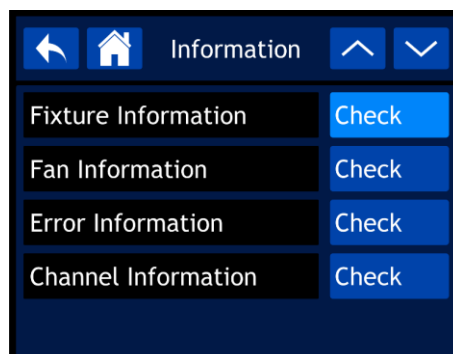 Information
Fixture Information Check
Fan Information Check
Error Information Check
Channel Information Check